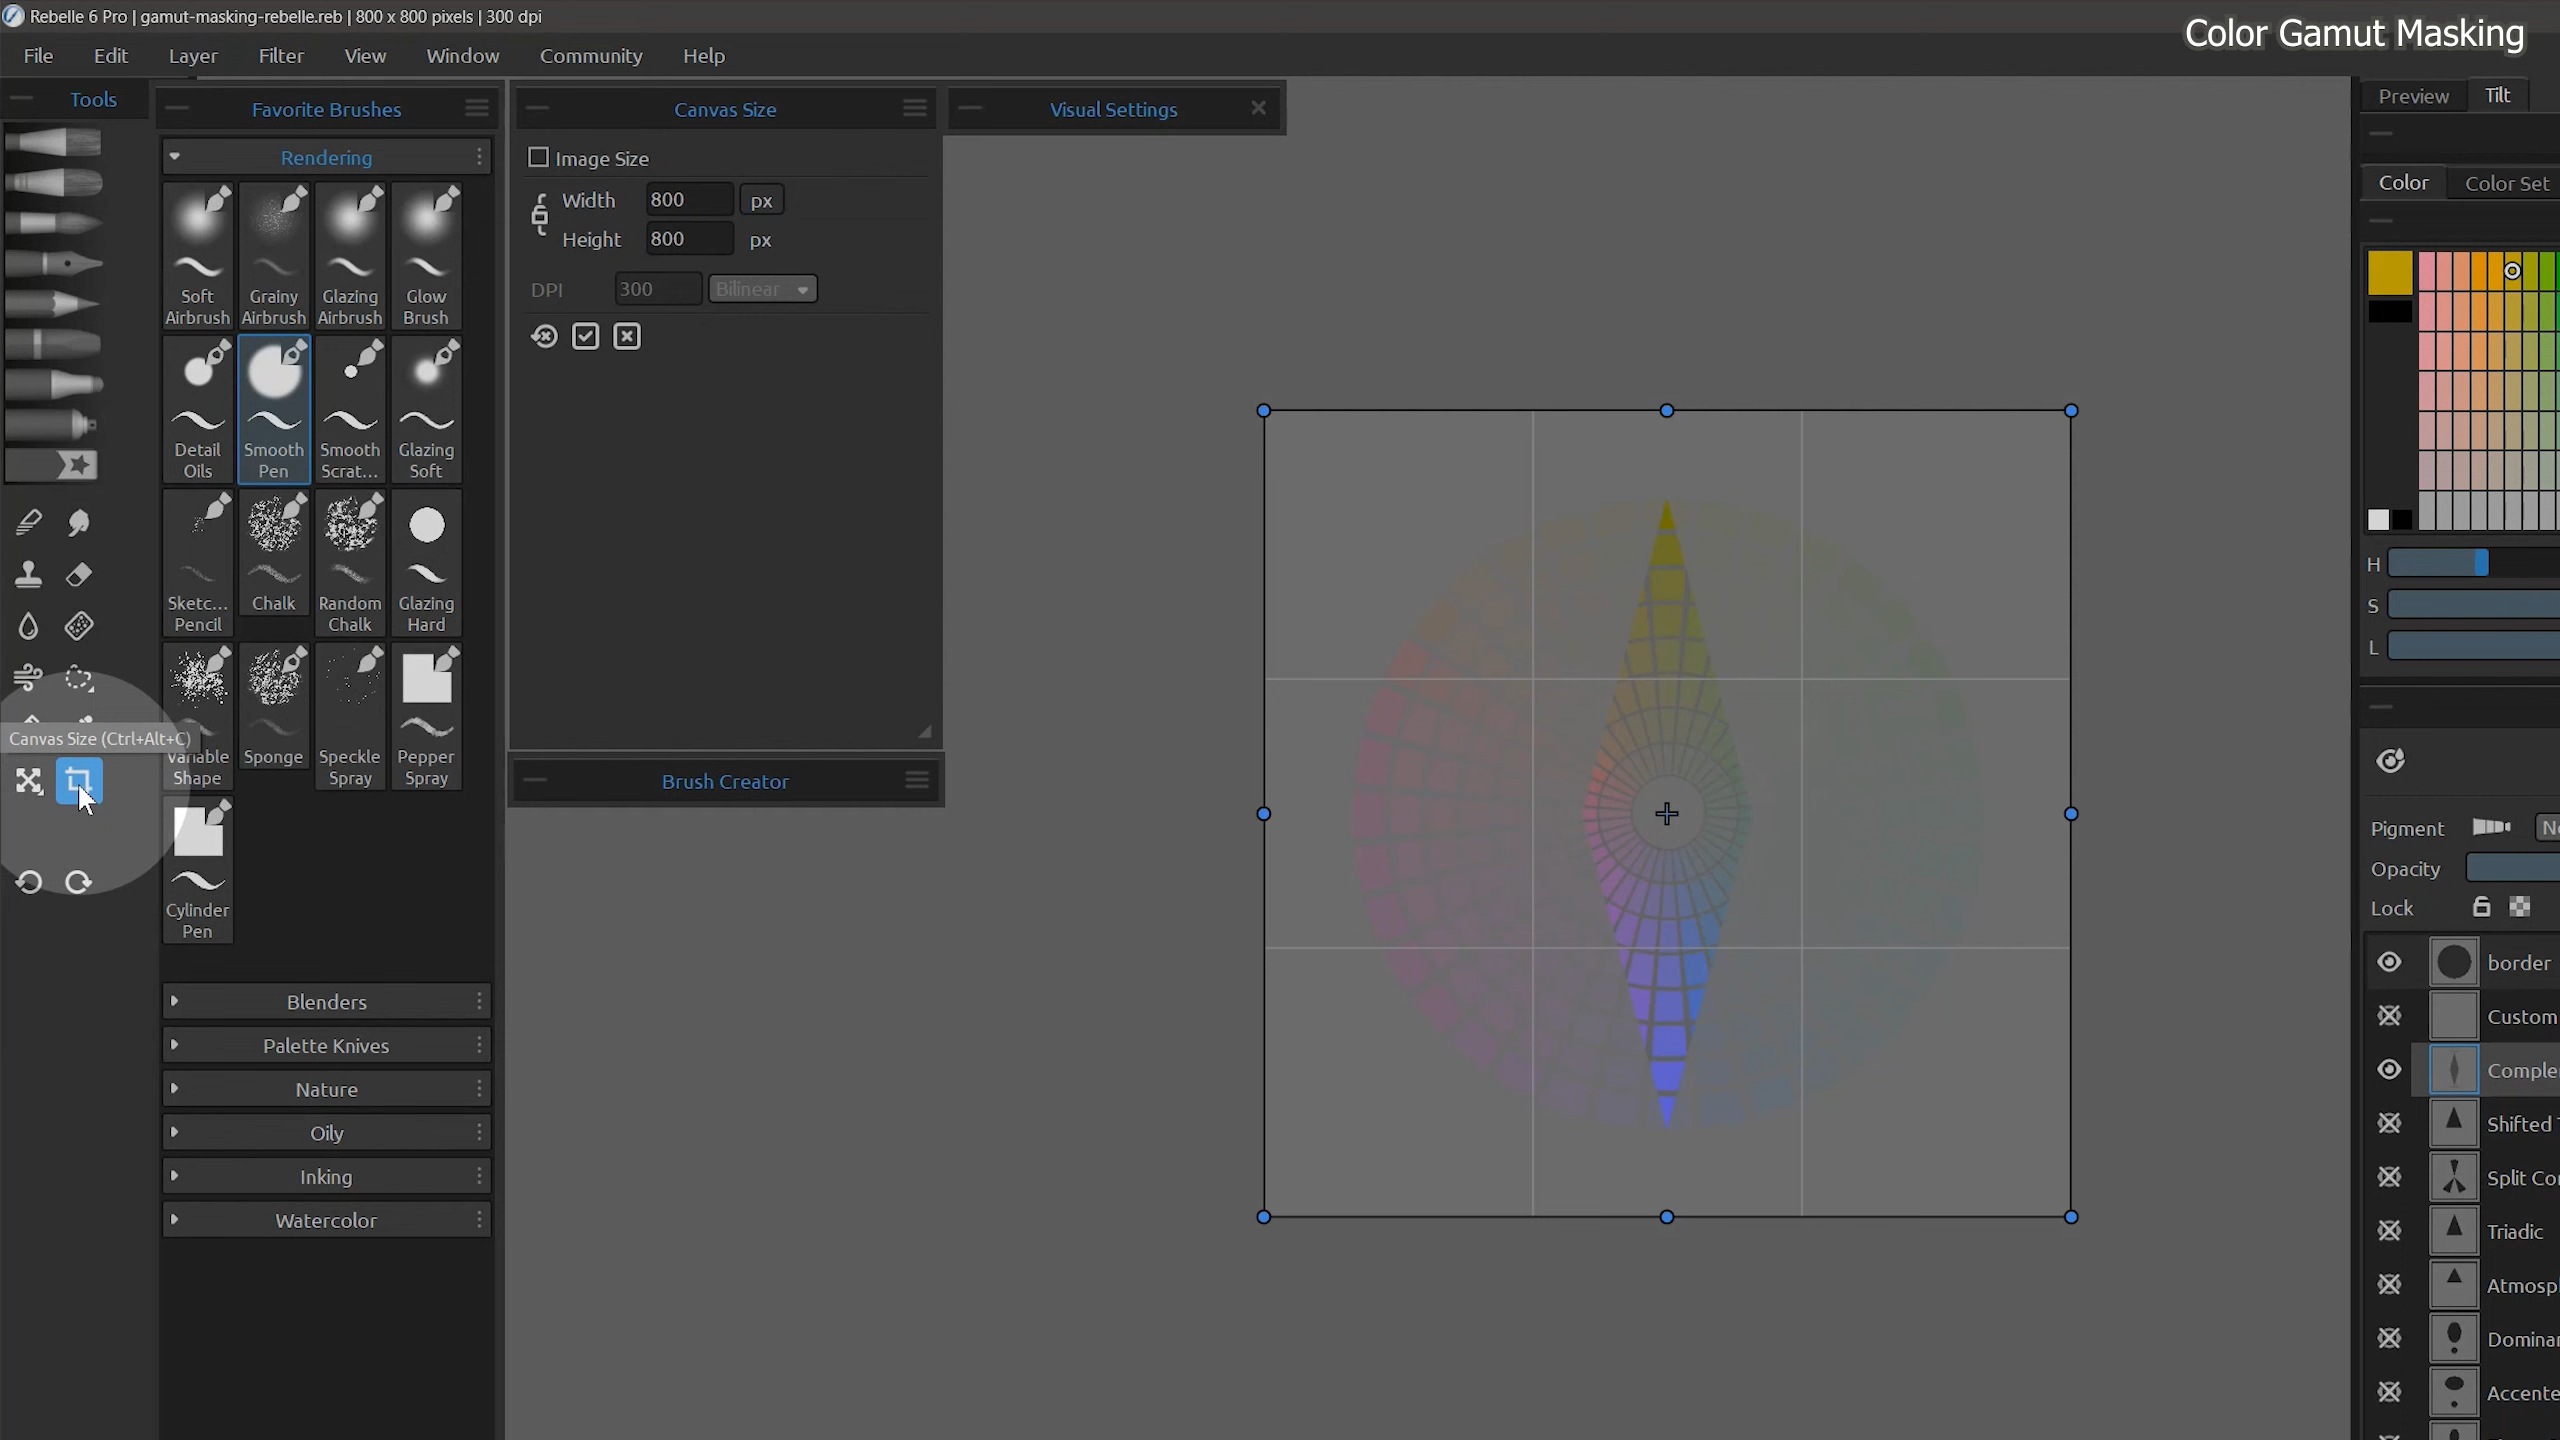 Rebelle 6 Pro | gamut-masking-rebelle.reb | 800 x 800 pixels | 300 dpi
Color Gamut Masking
File Edit Layer Filter View Window Community Help
Tools
Favorite Brushes
Rendering
Soft Airbrush
Grainy Airbrush
Glazing Airbrush
Glow Brush
Detail Oils
Smooth Pen
Smooth Scrat...
Glazing Soft
Sketc... Pencil
Chalk
Random Chalk
Glazing Hard
Variable Shape
Sponge
Speckle Spray
Pepper Spray
Cylinder Pen
Blenders
Palette Knives
Nature
Oily
Inking
Watercolor
Canvas Size (Ctrl+Alt+C)
Canvas Size
Image Size
Width 800 px
Height 800 px
DPI 300 Bilinear
Brush Creator
Visual Settings
Preview Tilt
Color Color Set
H
S
L
Pigment
Opacity
Lock
border
Custom
Comple
Shifted
Split Co
Triadic
Atmosp
Domina
Accente